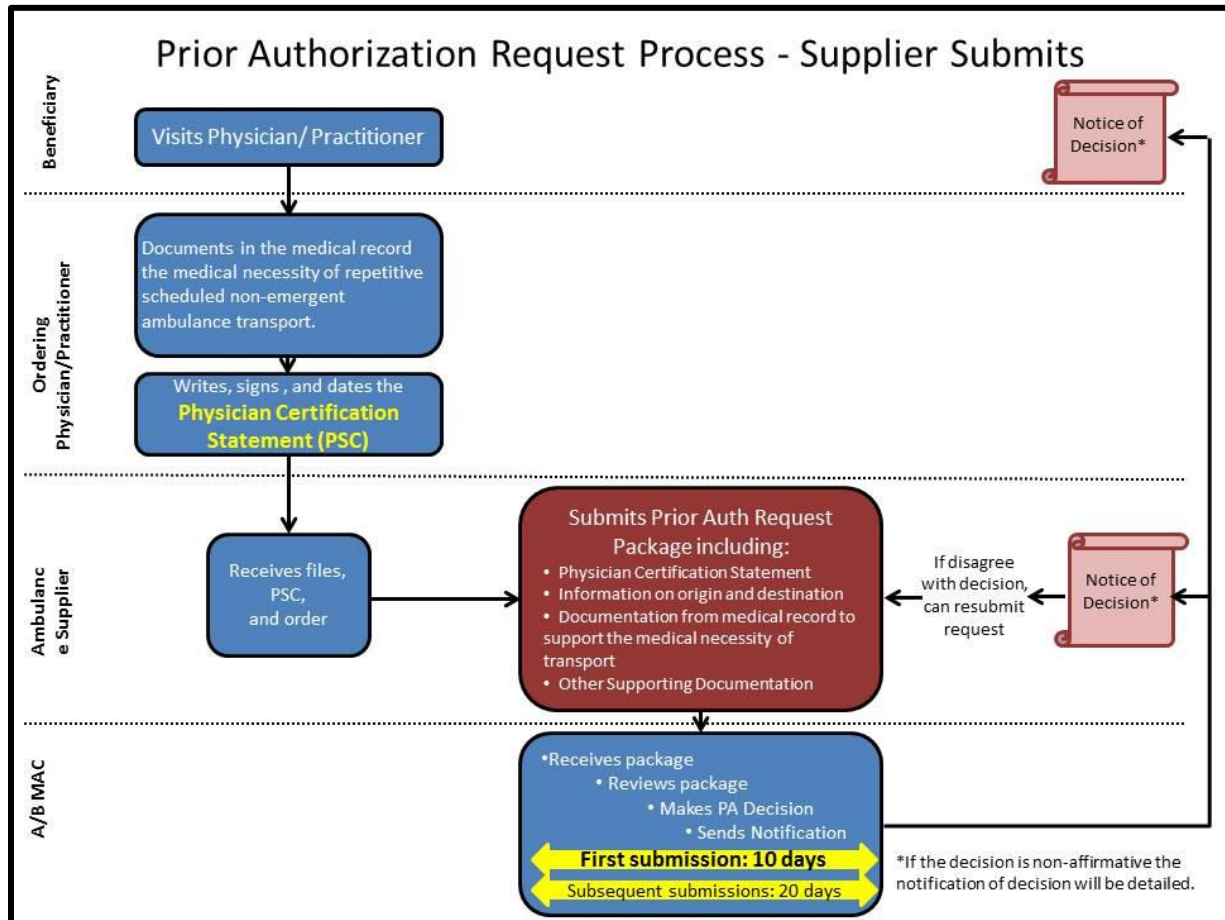 Prior Authorization Request Process - Supplier Submits
Beneficiary
Visits Physician/ Practitioner
Notice of
Decision*
Ordering
Physician/Practitioner
Documents in the medical record
the medical necessity of repetitive
scheduled non-emergent
ambulance transport.
Writes, signs , and dates the
Physician Certification
Statement (PSC)
Ambulanc
e Supplier
Receives files,
PSC,
and order
Submits Prior Auth Request
Package including:
• Physician Certification Statement
• Information on origin and destination
• Documentation from medical record to
support the medical necessity of
transport
• Other Supporting Documentation
If disagree
with decision,
can resubmit
request
Notice of
Decision*
A/B MAC
•Receives package
•Reviews package
•Makes PA Decision
•Sends Notification
First submission: 10 days
Subsequent submissions: 20 days
*If the decision is non-affirmative the
notification of decision will be detailed.